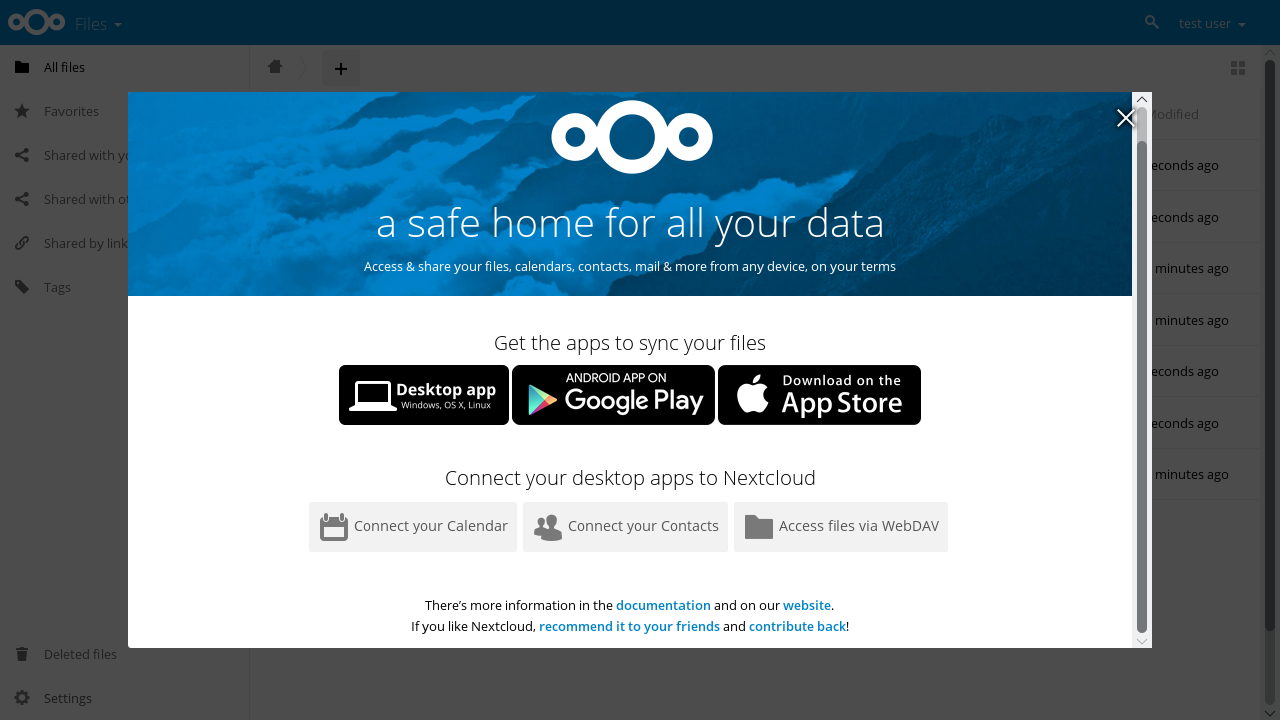 Files
test user
All files
Favorites
Modified
Shared with yo
econds ago
Shared with ot
econds ago
Shared by link
minutes ago
Tags
minutes ago
econds ago
econds ago
minutes ago
Deleted files
Settings
a safe home for all your data
Access & share your files, calendars, contacts, mail & more from any device, on your terms
Get the apps to sync your files
Desktop app
Windows, OS X, Linux
ANDROID APP ON
Google Play
Download on the
App Store
Connect your desktop apps to Nextcloud
Connect your Calendar
Connect your Contacts
Access files via WebDAV
There's more information in the documentation and on our website.
If you like Nextcloud, recommend it to your friends and contribute back!